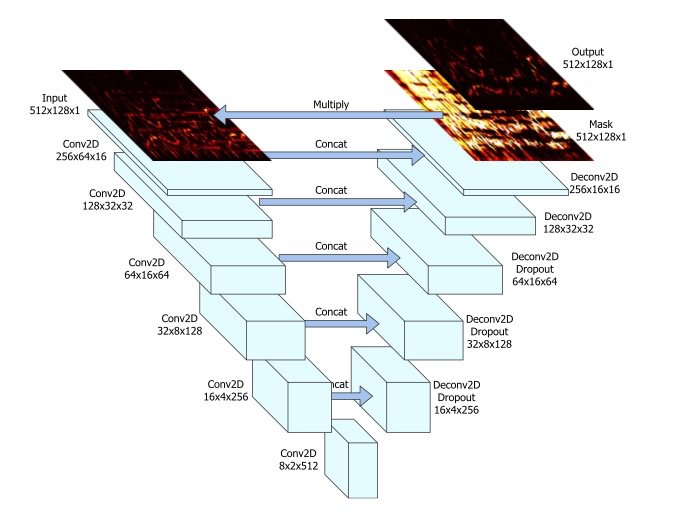 Output
512x128x1
Input
512x128x1
Multiply
Mask
512x128x1
Conv2D
256x64x16
Concat
Deconv2D
256x16x16
Conv2D
128x32x32
Concat
Deconv2D
128x32x32
Conv2D
64x16x64
Concat
Deconv2D
Dropout
64x16x64
Conv2D
32x8x128
Concat
Deconv2D
Dropout
32x8x128
Conv2D
16x4x256
ncat
Deconv2D
Dropout
16x4x256
Conv2D
8x2x512